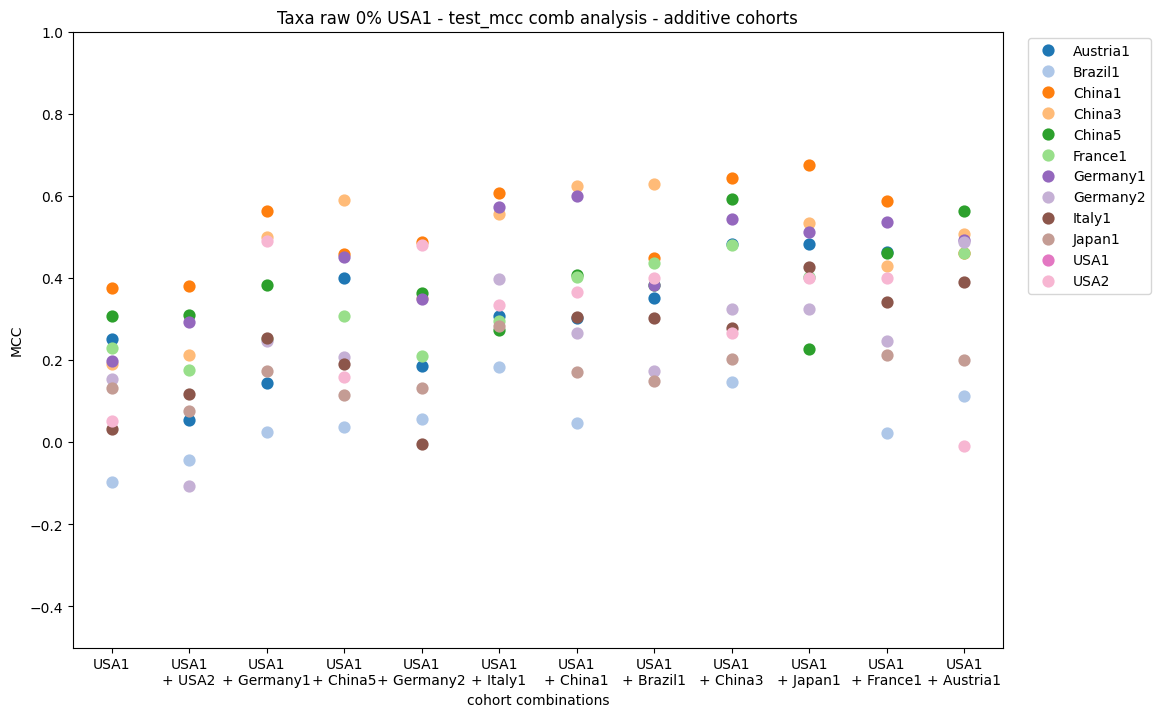 Taxa raw 0% USA1 - test_mcc comb analysis - additive cohorts
1.0
0.8
0.6
0.4
0.2
0.0
−0.2
−0.4
MCC
USA1
USA1
+ USA2
USA1
+ Germany1
USA1
+ China5
USA1
+ Germany2
USA1
+ Italy1
USA1
+ China1
USA1
+ Brazil1
USA1
+ China3
USA1
+ Japan1
USA1
+ France1
USA1
+ Austria1
cohort combinations
Austria1
Brazil1
China1
China3
China5
France1
Germany1
Germany2
Italy1
Japan1
USA1
USA2